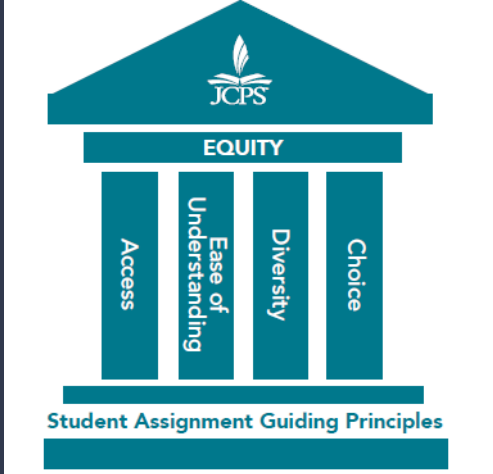 JCPS
EQUITY
Access
Ease of
Understanding
Diversity
Choice
Student Assignment Guiding Principles